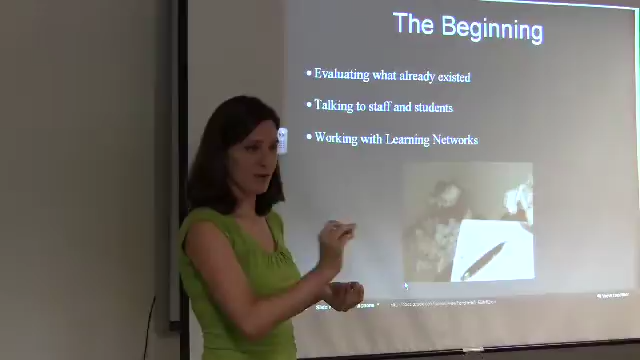 The Beginning
• Evaluating what already existed
• Talking to staff and students
• Working with Learning Networks